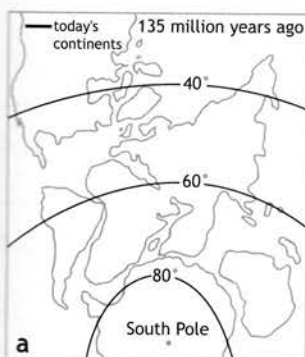 today's
continents
135 million years ago
40°
60°
80°
South Pole
a